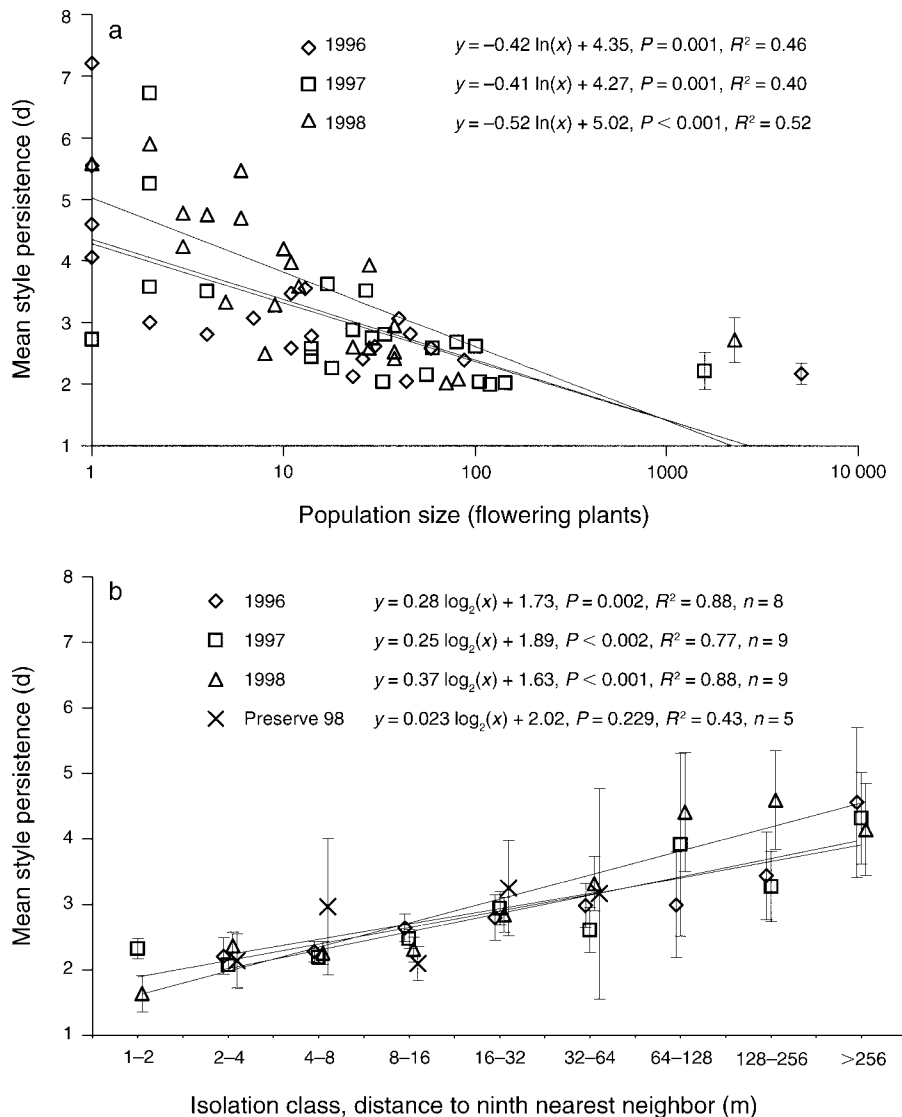 a
8
7
6
5
4
3
2
1
Mean style persistence (d)
1996 y = –0.42 ln(x) + 4.35, P = 0.001, R² = 0.46
1997 y = –0.41 ln(x) + 4.27, P = 0.001, R² = 0.40
1998 y = –0.52 ln(x) + 5.02, P < 0.001, R² = 0.52
1 10 100 1000 10 000
Population size (flowering plants)
b
8
7
6
5
4
3
2
1
Mean style persistence (d)
1996 y = 0.28 log₂(x) + 1.73, P = 0.002, R² = 0.88, n = 8
1997 y = 0.25 log₂(x) + 1.89, P < 0.002, R² = 0.77, n = 9
1998 y = 0.37 log₂(x) + 1.63, P < 0.001, R² = 0.88, n = 9
Preserve 98 y = 0.023 log₂(x) + 2.02, P = 0.229, R² = 0.43, n = 5
1–2 2–4 4–8 8–16 16–32 32–64 64–128 128–256 >256
Isolation class, distance to ninth nearest neighbor (m)